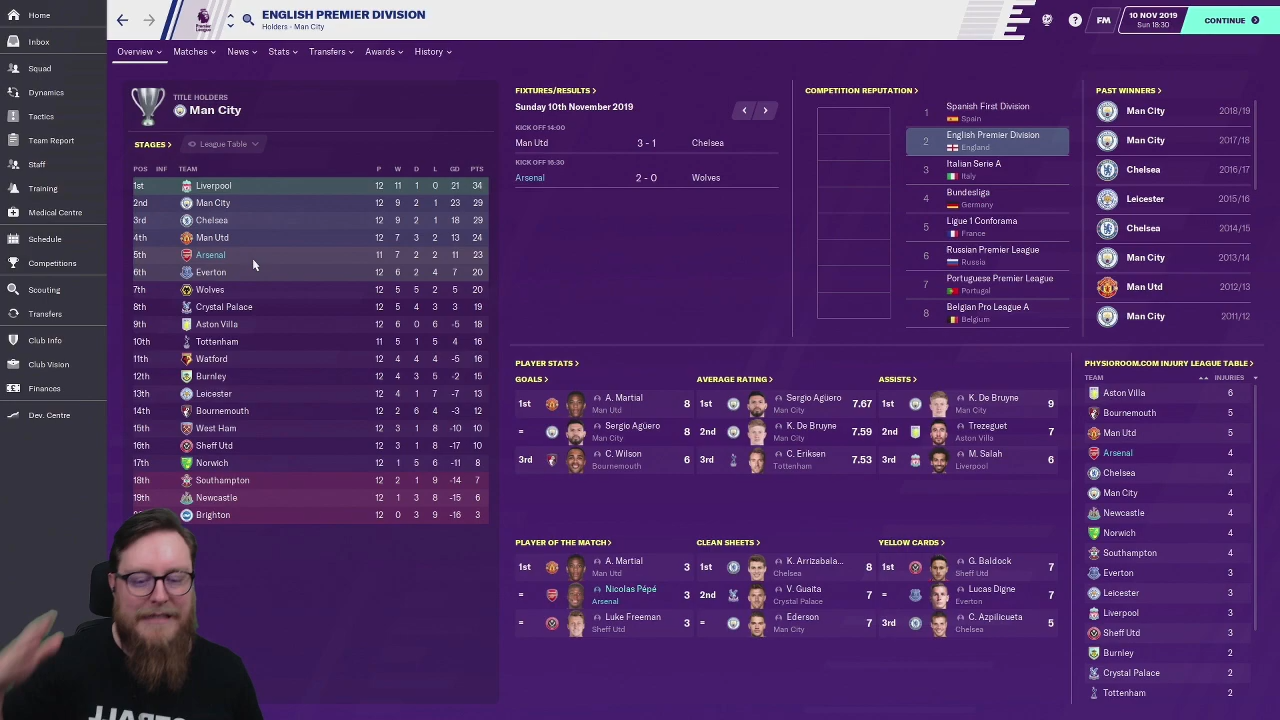 ENGLISH PREMIER DIVISION
Holders - Man City
FM
10 NOV 2019
Sun 18:30
CONTINUE
Inbox
Squad
Dynamics
Tactics
Team Report
Staff
Training
Medical Centre
Schedule
Competitions
Scouting
Transfers
Club Info
Club Vision
Finances
Dev. Centre
Overview
Matches
News
Stats
Transfers
Awards
History
TITLE HOLDERS
Man City
STAGES >
League Table
POS INF TEAM P W D L GD PTS
1st Liverpool 12 11 1 0 21 34
2nd Man City 12 9 2 1 23 29
3rd Chelsea 12 9 2 1 18 29
4th Man Utd 12 7 3 2 13 24
5th Arsenal 11 7 2 2 11 23
6th Everton 12 6 2 4 7 20
7th Wolves 12 5 5 2 5 20
8th Crystal Palace 12 5 4 3 3 19
9th Aston Villa 12 6 0 6 -5 18
10th Tottenham 11 5 1 5 4 16
11th Watford 12 4 4 4 -5 16
12th Burnley 12 4 3 5 -2 15
13th Leicester 12 4 1 7 -7 13
14th Bournemouth 12 2 6 4 -3 12
15th West Ham 12 3 1 8 -10 10
16th Sheff Utd 12 3 1 8 -17 10
17th Norwich 12 1 5 6 -11 8
18th Southampton 12 2 1 9 -14 7
19th Newcastle 12 1 3 8 -15 6
Brighton 12 0 3 9 -16 3
FIXTURES/RESULTS >
Sunday 10th November 2019
KICK OFF 14:00
Man Utd 3 - 1 Chelsea
KICK OFF 16:30
Arsenal 2 - 0 Wolves
COMPETITION REPUTATION >
1 Spanish First Division
Spain
2 English Premier Division
England
3 Italian Serie A
Italy
4 Bundesliga
Germany
5 Ligue 1 Conforama
France
6 Russian Premier League
Russia
7 Portuguese Premier League
Portugal
8 Belgian Pro League A
Belgium
PAST WINNERS >
Man City 2018/19
Man City 2017/18
Chelsea 2016/17
Leicester 2015/16
Chelsea 2014/15
Man City 2013/14
Man Utd 2012/13
Man City 2011/12
PLAYER STATS >
GOALS >
1st A. Martial 8
Man Utd
= Sergio Agüero 8
Man City
3rd C. Wilson 6
Bournemouth
AVERAGE RATING >
1st Sergio Agüero 7.67
Man City
2nd K. De Bruyne 7.59
Man City
3rd C. Eriksen 7.53
Tottenham
ASSISTS >
1st K. De Bruyne 9
Man City
2nd Trezeguet 7
Aston Villa
3rd M. Salah 6
Liverpool
PLAYER OF THE MATCH >
1st A. Martial 3
Man Utd
= Nicolas Pépé 3
Arsenal
= Luke Freeman 3
Sheff Utd
CLEAN SHEETS >
1st K. Arrizabala... 8
Chelsea
2nd V. Guaita 7
Crystal Palace
= Ederson 7
Man City
YELLOW CARDS >
1st G. Baldock 7
Sheff Utd
= Lucas Digne 7
Everton
3rd C. Azpilicueta 5
Chelsea
PHYSIOROOM.COM INJURY LEAGUE TABLE >
TEAM INJURIES
Aston Villa 6
Bournemouth 5
Man Utd 5
Arsenal 4
Chelsea 4
Man City 4
Newcastle 4
Norwich 4
Southampton 4
Everton 3
Leicester 3
Liverpool 3
Sheff Utd 3
Burnley 2
Crystal Palace 2
Tottenham 2